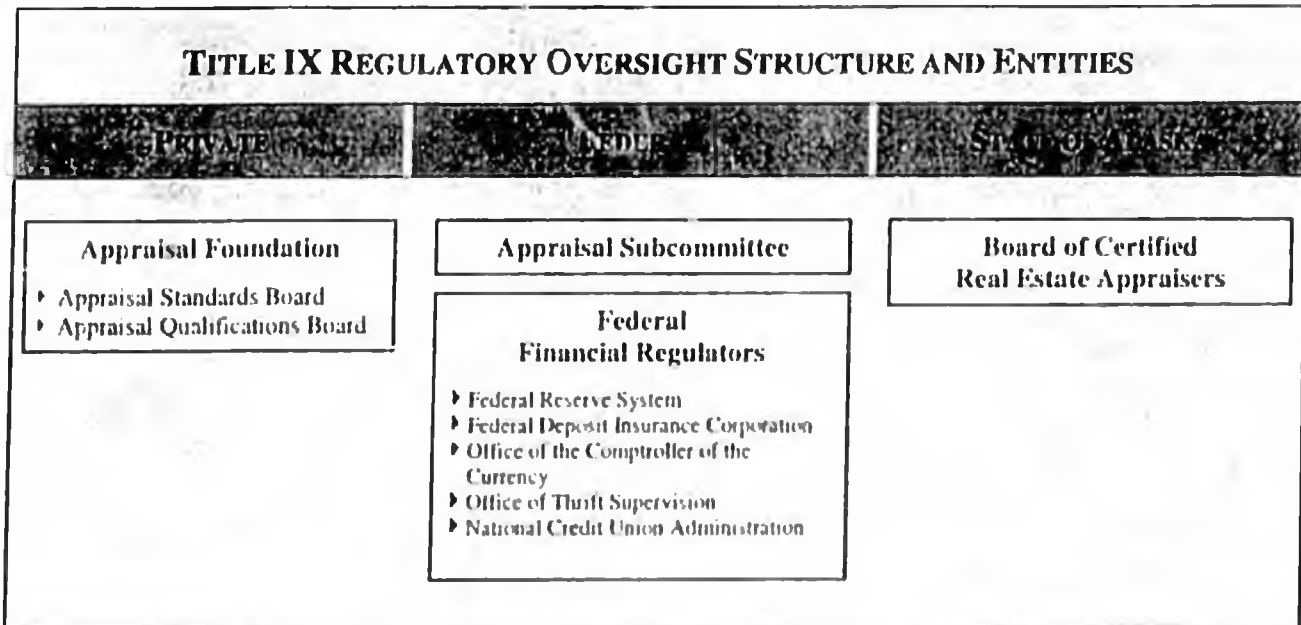 TITLE IX REGULATORY OVERSIGHT STRUCTURE AND ENTITIES
PRIVATE
Appraisal Foundation
▸ Appraisal Standards Board
▸ Appraisal Qualifications Board
Appraisal Subcommittee
Federal
Financial Regulators
▸ Federal Reserve System
▸ Federal Deposit Insurance Corporation
▸ Office of the Comptroller of the
Currency
▸ Office of Thrift Supervision
▸ National Credit Union Administration
STATE OF ALASKA
Board of Certified
Real Estate Appraisers